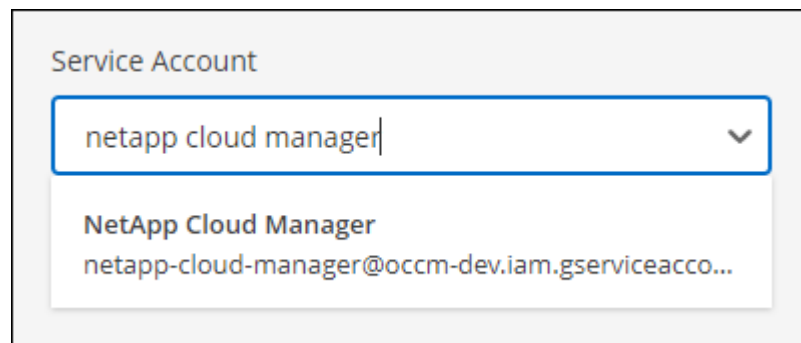 Service Account
netapp cloud manager
NetApp Cloud Manager
netapp-cloud-manager@occm-dev.iam.gserviceacco...